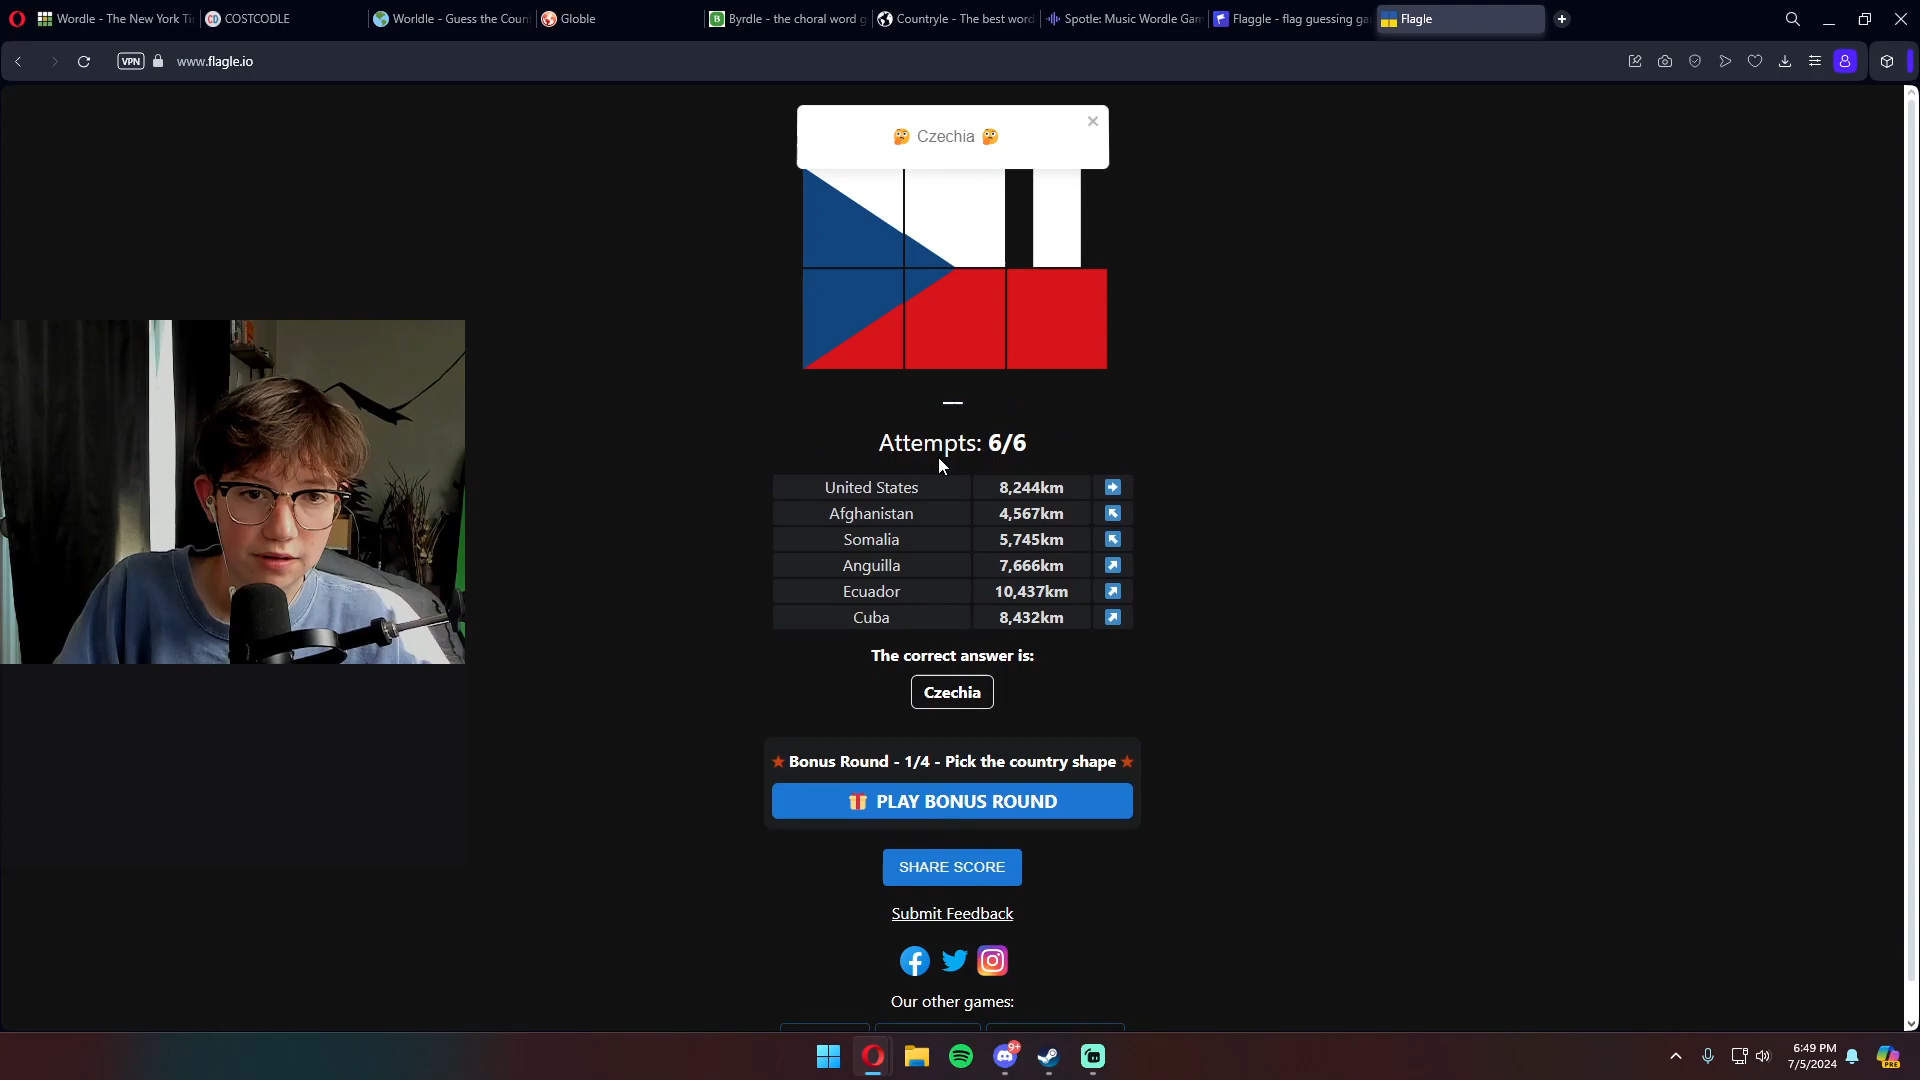 Wordle - The New York Ti
COSTCODLE
Worldle - Guess the Coun
Globle
Byrdle - the choral word g
Countryle - The best word
Spotle: Music Wordle Gam
Flaggle - flag guessing ga
Flagle
VPN
www.flagle.io
Czechia
Attempts: 6/6
United States 8,244km
Afghanistan 4,567km
Somalia 5,745km
Anguilla 7,666km
Ecuador 10,437km
Cuba 8,432km
The correct answer is:
Czechia
Bonus Round - 1/4 - Pick the country shape
PLAY BONUS ROUND
SHARE SCORE
Submit Feedback
Our other games:
9+
6:49 PM
7/5/2024
PRE